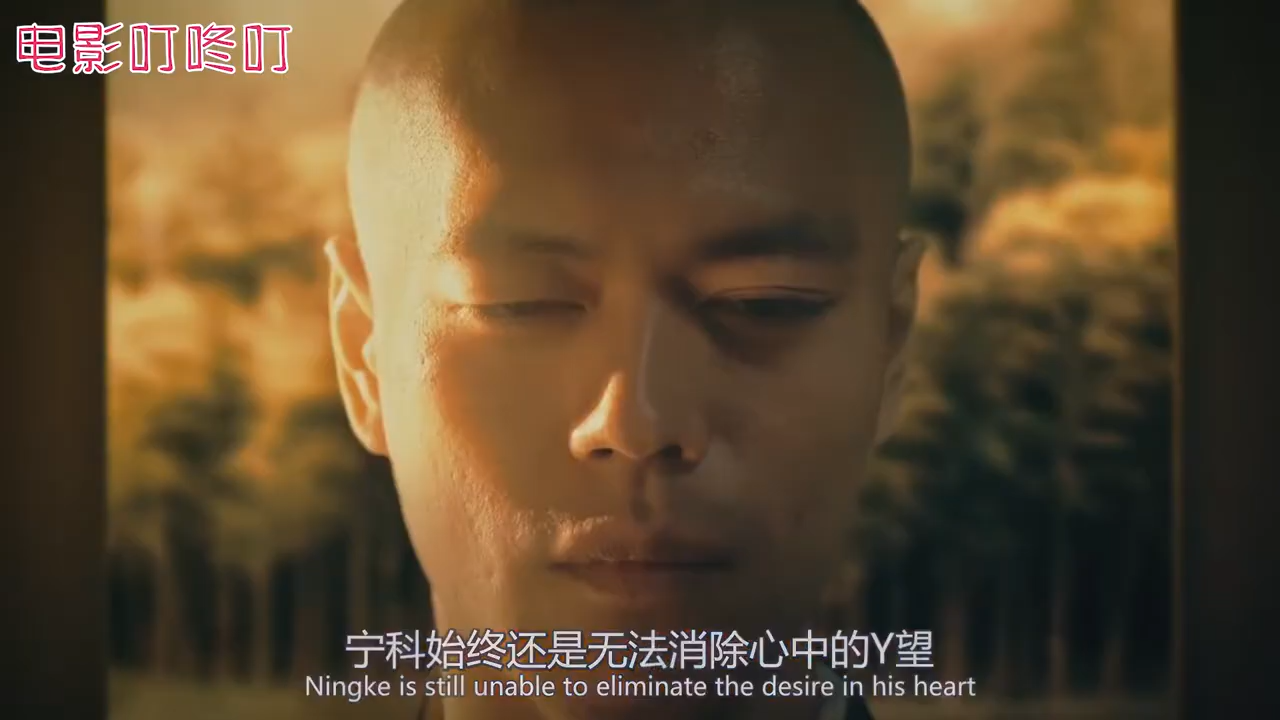 电影叮咚叮
宁科始终还是无法消除心中的Y望
Ningke is still unable to eliminate the desire in his heart